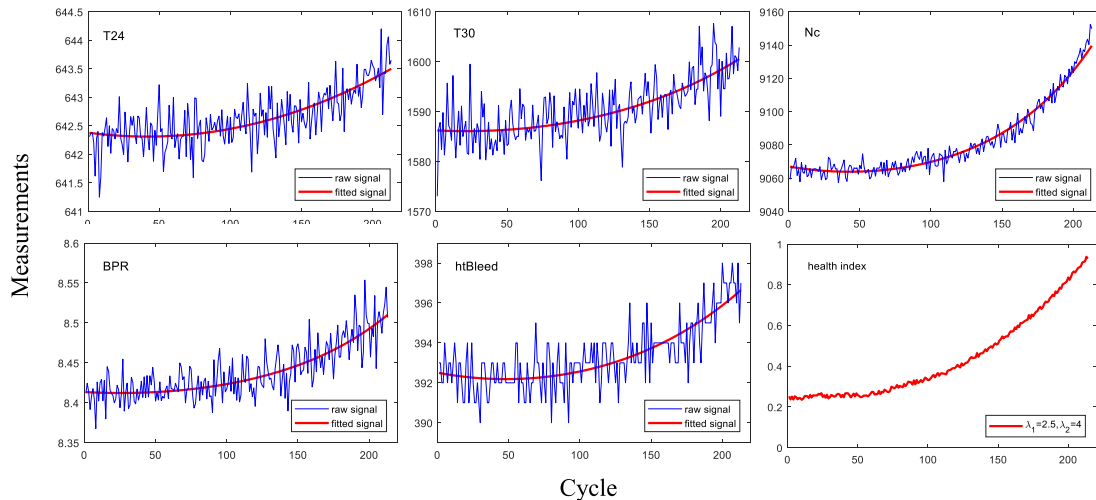 Measurements
T24
644.5
644
643.5
643
642.5
642
641.5
641
0 50 100 150 200
raw signal
fitted signal
T30
1610
1600
1590
1580
1570
0 50 100 150 200
raw signal
fitted signal
Nc
9160
9140
9120
9100
9080
9060
9040
0 50 100 150 200
raw signal
fitted signal
BPR
8.6
8.55
8.5
8.45
8.4
8.35
0 50 100 150 200
raw signal
fitted signal
htBleed
398
396
394
392
390
0 50 100 150 200
raw signal
fitted signal
health index
1
0.8
0.6
0.4
0.2
0
0 50 100 150 200
λ₁=2.5, λ₂=4
Cycle